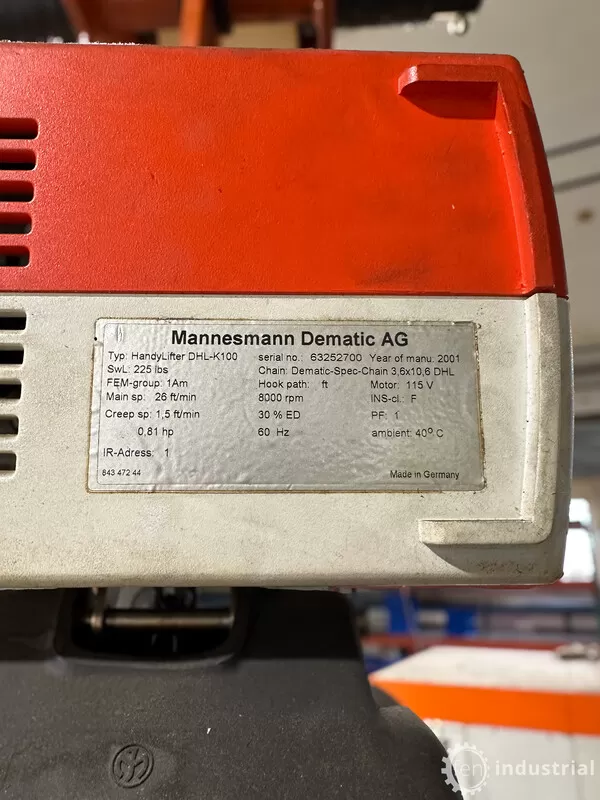 Mannesmann Dematic AG
Typ: HandyLifter DHL-K100 serial no.: 63252700 Year of manu: 2001
SwL: 225 lbs Chain: Dematic-Spec-Chain 3,6x10,6 DHL
FEM-group: 1Am Hook path: ft Motor: 115 V
Main sp: 26 ft/min 8000 rpm INS-cl.: F
Creep sp: 1,5 ft/min 30 % ED PF: 1
0,81 hp 60 Hz ambient: 40° C
IR-Adress: 1
843 472 44 Made in Germany
en industrial